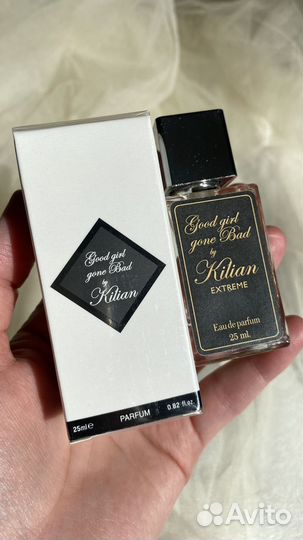 Good girl
gone Bad
by
Kilian
25ml e
PARFUM
0.82 fl.oz.
Good girl
gone Bad
by
Kilian
EXTREME
Eau de parfum
25 ml.
Avito